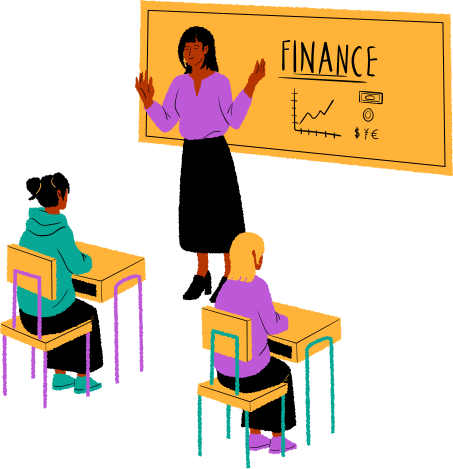 FINANCE
$ ¥ €